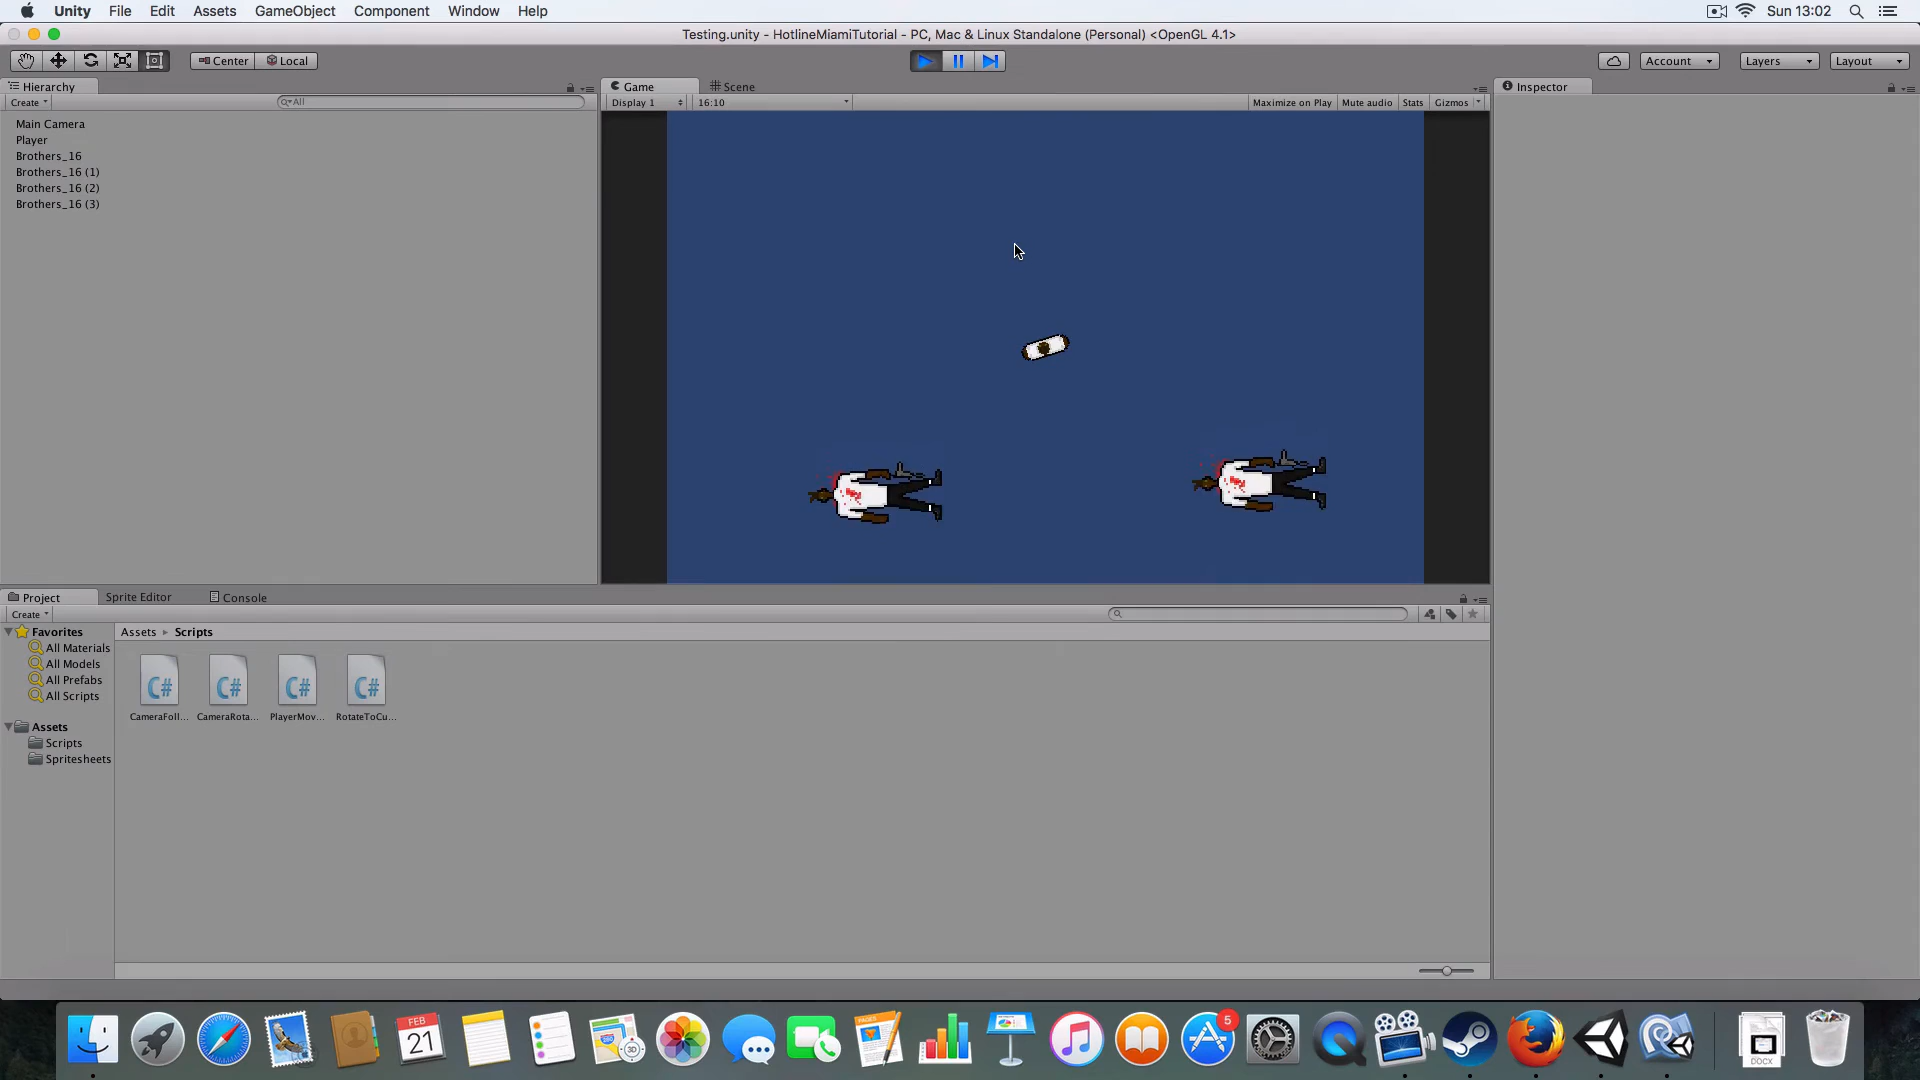 Unity File Edit Assets GameObject Component Window Help Sun 13:02
Testing.unity - HotlineMiamiTutorial - PC, Mac & Linux Standalone (Personal) <OpenGL 4.1>
Center Local Account Layers Layout
Hierarchy Game Scene Inspector
Create All Display 1 16:10 Maximize on Play Mute audio Stats Gizmos
Main Camera
Player
Brothers_16
Brothers_16 (1)
Brothers_16 (2)
Brothers_16 (3)
Project Sprite Editor Console
Create
Favorites
All Materials
All Models
All Prefabs
All Scripts
Assets
Scripts
Spritesheets
Assets Scripts
C# C# C# C#
CameraFoll... CameraRota... PlayerMov... RotateToCu...
FEB
21
3D
5
DOCX